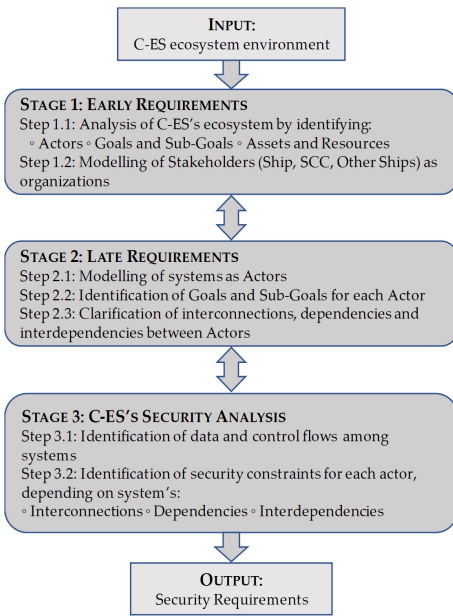 INPUT:
C-ES ecosystem environment
STAGE 1: EARLY REQUIREMENTS
Step 1.1: Analysis of C-ES's ecosystem by identifying:
◦ Actors ◦ Goals and Sub-Goals ◦ Assets and Resources
Step 1.2: Modelling of Stakeholders (Ship, SCC, Other Ships) as
organizations
STAGE 2: LATE REQUIREMENTS
Step 2.1: Modelling of systems as Actors
Step 2.2: Identification of Goals and Sub-Goals for each Actor
Step 2.3: Clarification of interconnections, dependencies and
interdependencies between Actors
STAGE 3: C-ES'S SECURITY ANALYSIS
Step 3.1: Identification of data and control flows among
systems
Step 3.2: Identification of security constraints for each actor,
depending on system's:
◦ Interconnections ◦ Dependencies ◦ Interdependencies
OUTPUT:
Security Requirements